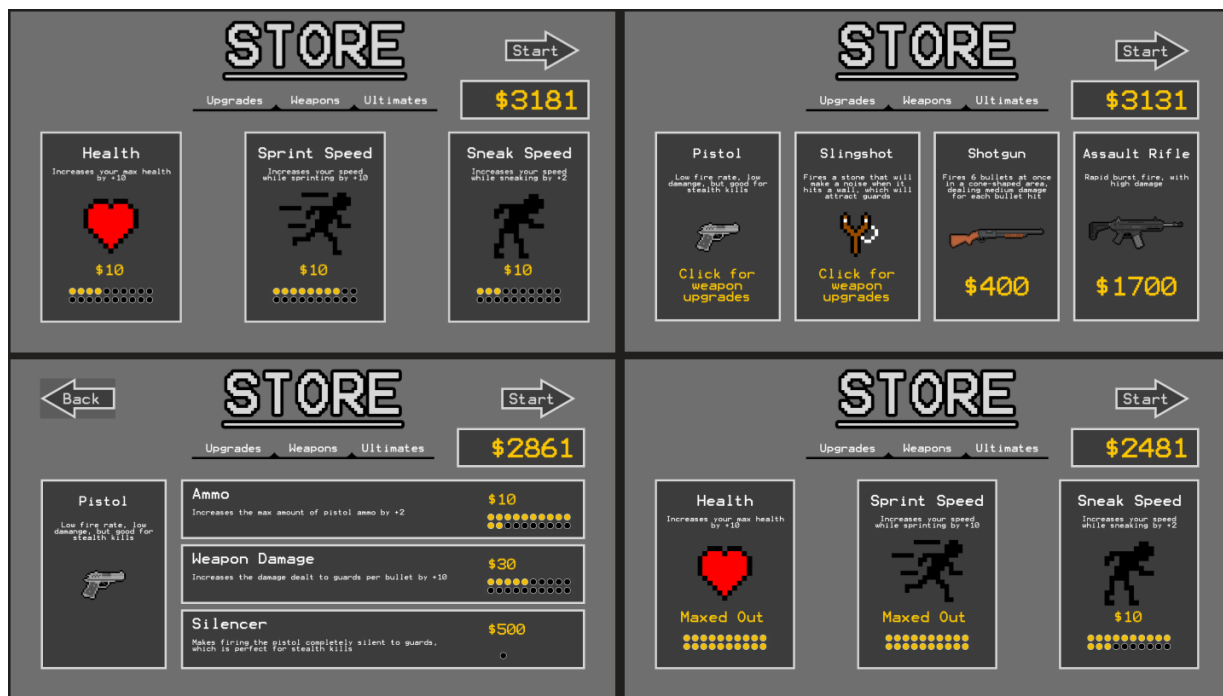 STORE
Start
Upgrades Weapons Ultimates
$3181
Health
Increases your max health
by +10
$10
Sprint Speed
Increases your speed
while sprinting by +10
$10
Sneak Speed
Increases your speed
while sneaking by +2
$10
STORE
Start
Upgrades Weapons Ultimates
$3131
Pistol
Low fire rate, low
damange, but good for
stealth kills
Click for
weapon
upgrades
Slingshot
Fires a stone that will
make a noise when it
hits a wall, which will
attract guards
Click for
weapon
upgrades
Shotgun
Fires 6 bullets at once
in a cone-shaped area,
dealing medium damage
for each bullet hit
$400
Assault Rifle
Rapid burst fire, with
high damage
$1700
Back
STORE
Start
Upgrades Weapons Ultimates
$2861
Pistol
Low fire rate, low
damange, but good for
stealth kills
Ammo
Increases the max amount of pistol ammo by +2
$10
Weapon Damage
Increases the damage dealt to guards per bullet by +10
$30
Silencer
Makes firing the pistol completely silent to guards,
which is perfect for stealth kills
$500
STORE
Start
Upgrades Weapons Ultimates
$2481
Health
Increases your max health
by +10
Maxed Out
Sprint Speed
Increases your speed
while sprinting by +10
Maxed Out
Sneak Speed
Increases your speed
while sneaking by +2
$10